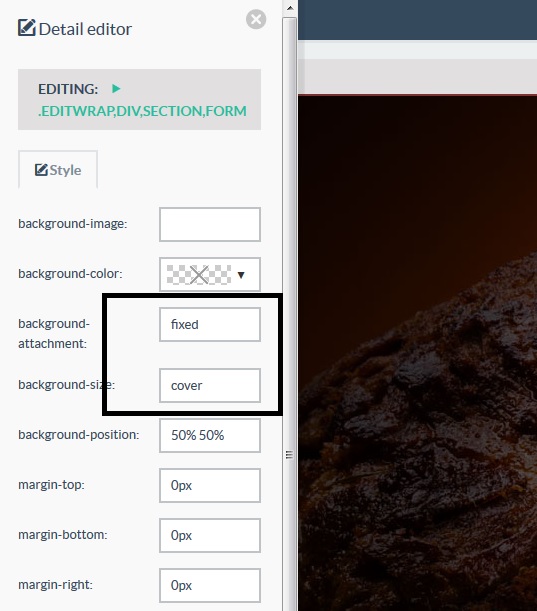 Detail editor
EDITING:
.EDITWRAP,DIV,SECTION,FORM
Style
background-image:
background-color:
background-
attachment:
fixed
background-size:
cover
background-position:
50% 50%
margin-top:
0px
margin-bottom:
0px
margin-right:
0px